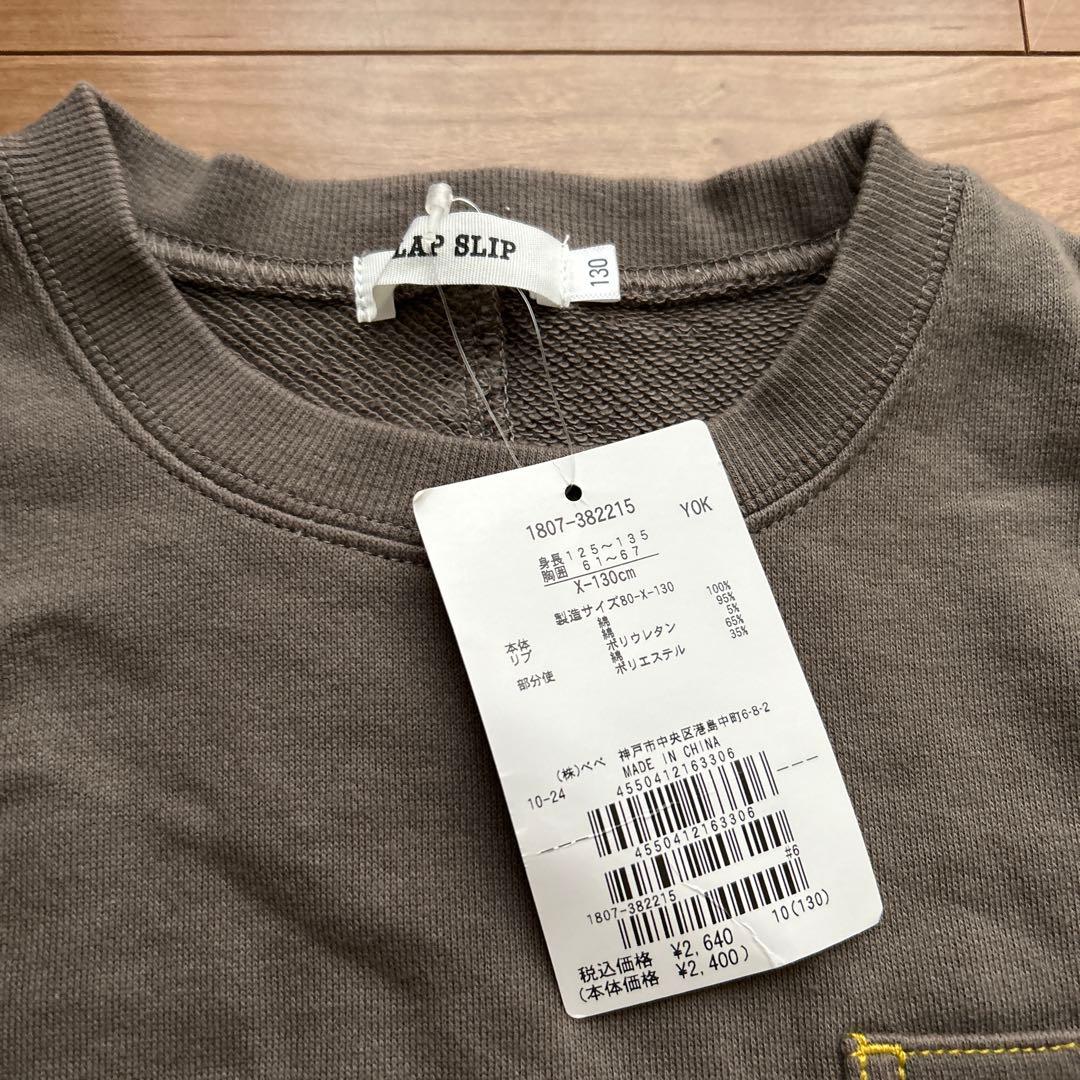 LAP SLIP
130
1807-382215 YOK
身長125~135
胸囲 61~67
X-130cm
製造サイズ80-X-130
本体 綿 100%
リブ 綿 95%
ポリウレタン 5%
部分使 綿 65%
ポリエステル 35%
(株)べべ 神戸市中央区港島中町6-8-2
MADE IN CHINA
10-24 4550412163306
4550412163306
#6
1807-382215 10(130)
税込価格 ¥2,640
(本体価格 ¥2,400)